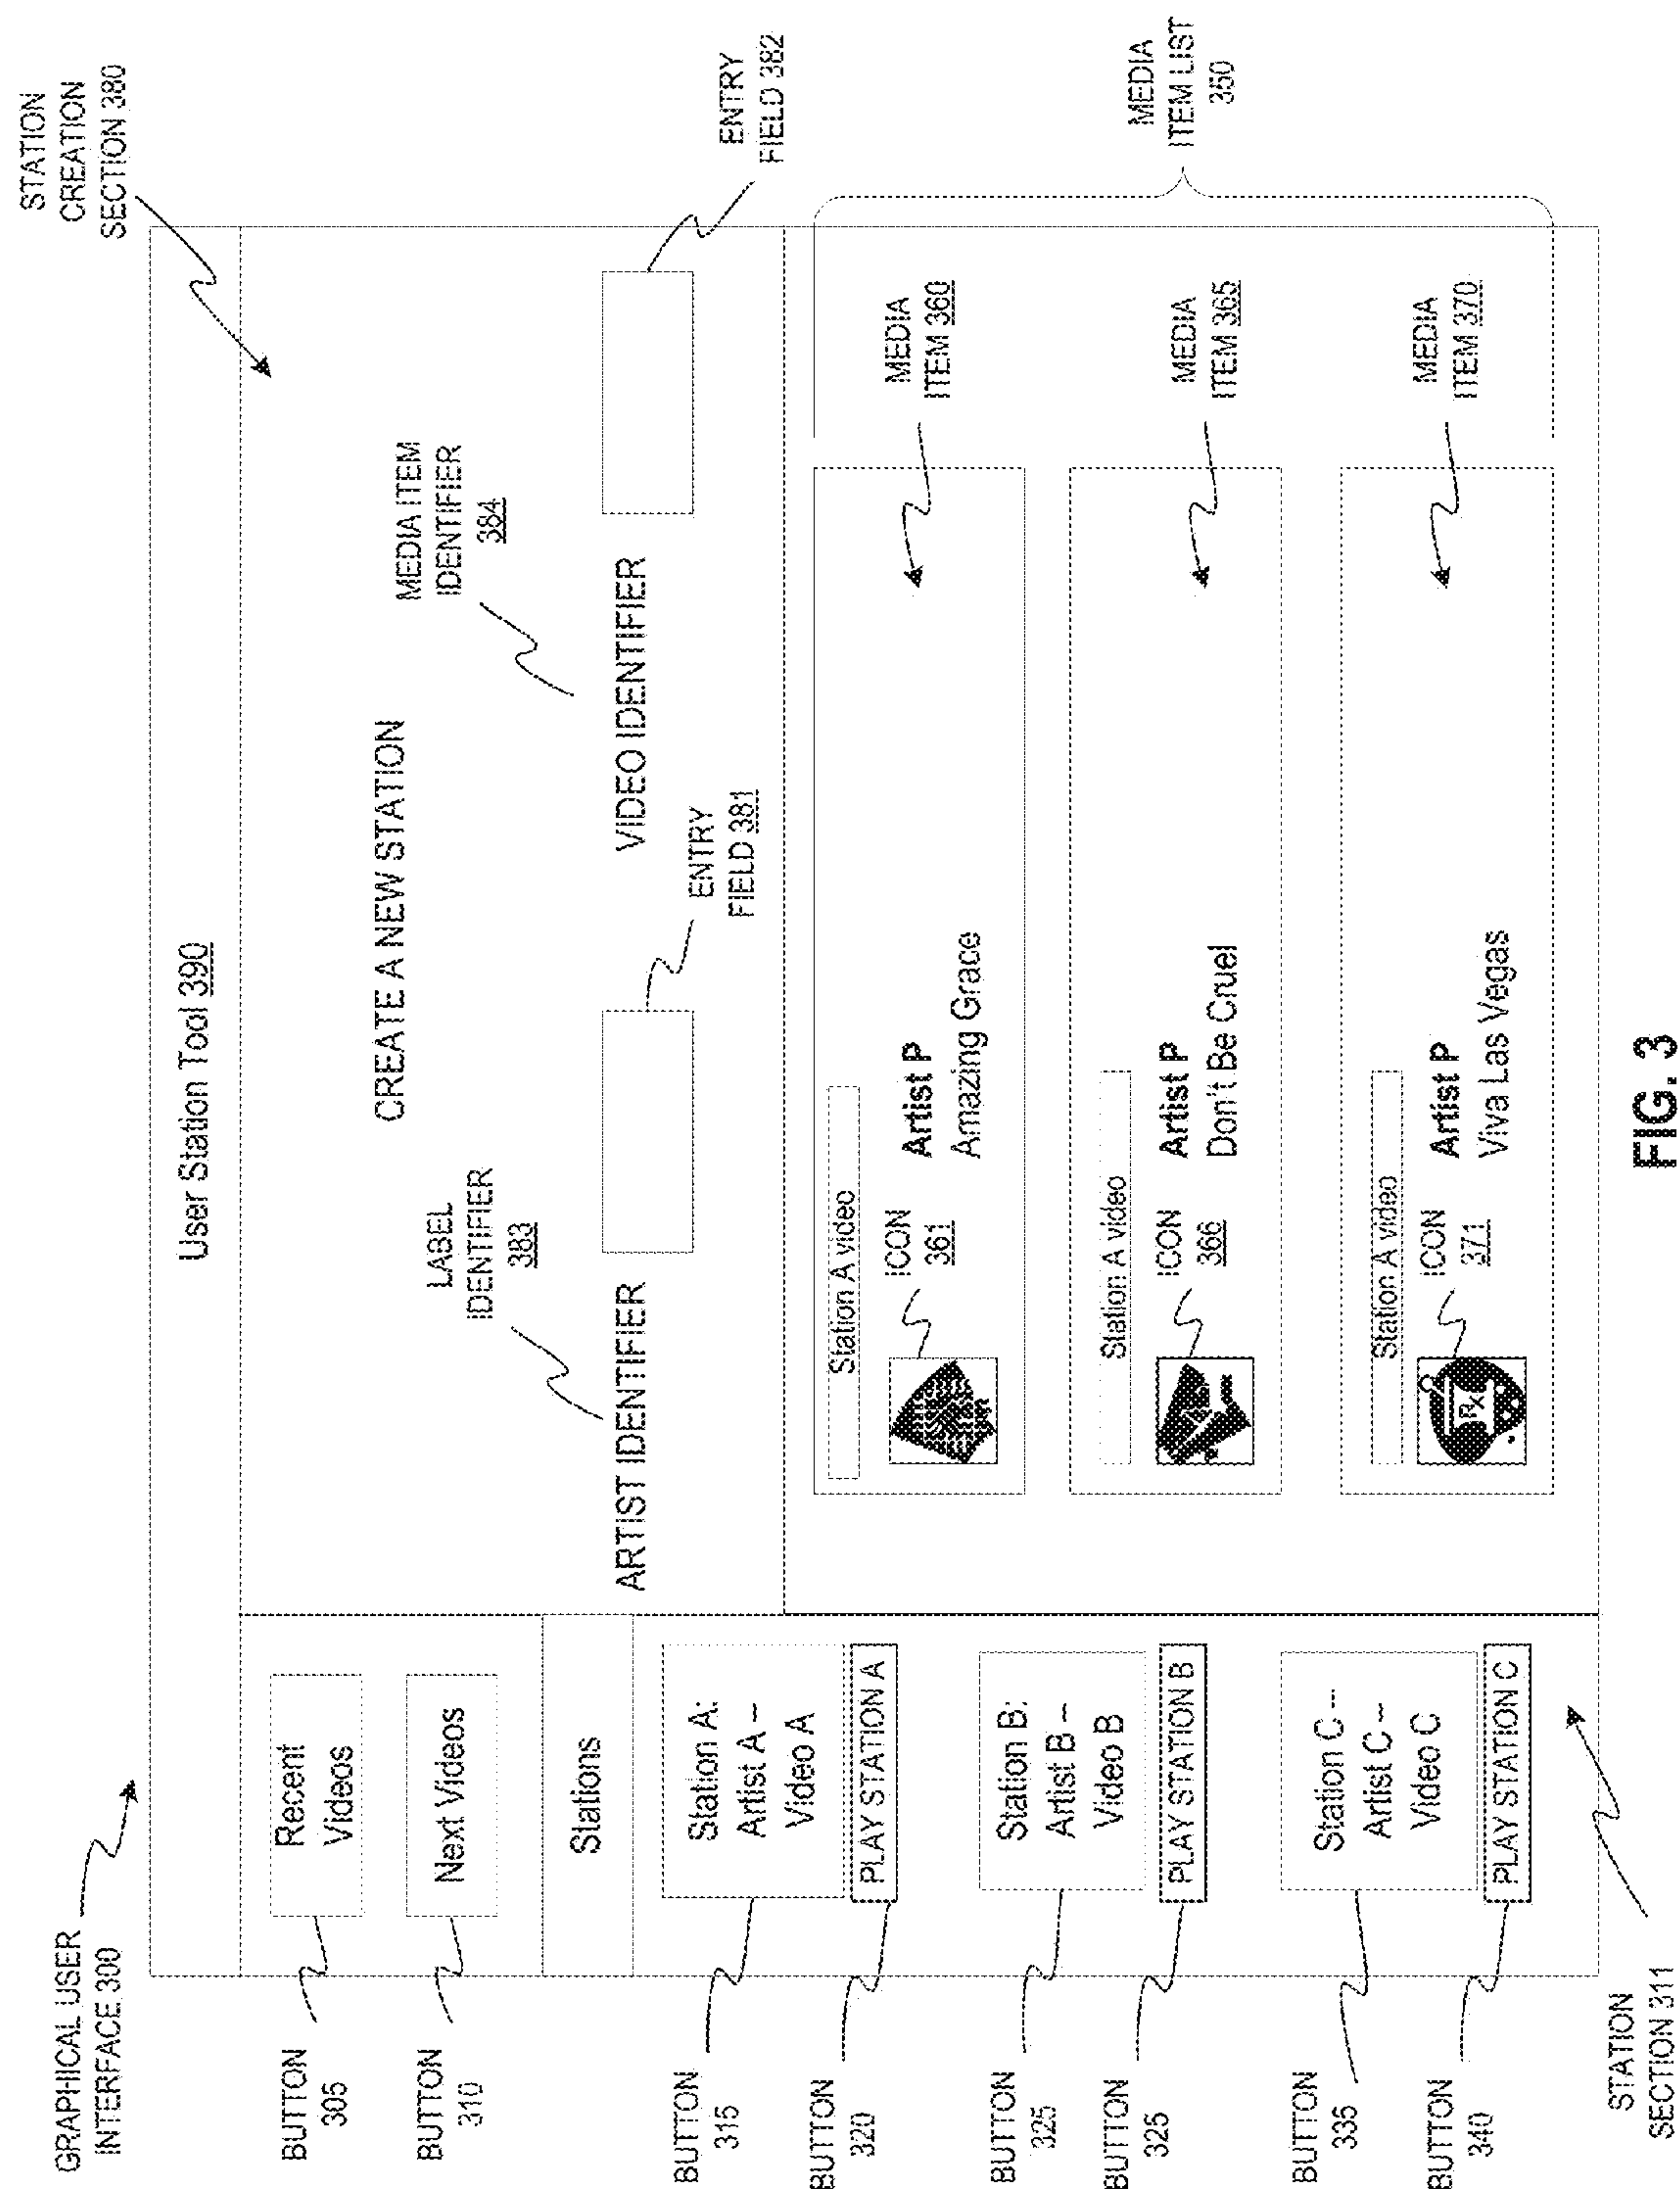 GRAPHICAL USER
INTERFACE 300
STATION
CREATION
SECTION 380
User Station Tool 390
BUTTON
305
Recent
Videos
BUTTON
310
Next Videos
Stations
BUTTON
315
Station A:
Artist A –
Video A
BUTTON
320
PLAY STATION A
BUTTON
325
Station B:
Artist B –
Video B
BUTTON
325
PLAY STATION B
BUTTON
335
Station C --
Artist C --
Video C
BUTTON
340
PLAY STATION C
STATION
SECTION 311
CREATE A NEW STATION
LABEL
IDENTIFIER
383
MEDIA ITEM
IDENTIFIER
384
ARTIST IDENTIFIER
VIDEO IDENTIFIER
ENTRY
FIELD 381
ENTRY
FIELD 382
Station A video
ICON
361
Artist P
Amazing Grace
MEDIA
ITEM 360
Station A video
ICON
366
Artist P
Don't Be Cruel
MEDIA
ITEM 365
Station A video
Rx
ICON
371
Artist P
Viva Las Vegas
MEDIA
ITEM 370
MEDIA
ITEM LIST
350
FIG. 3